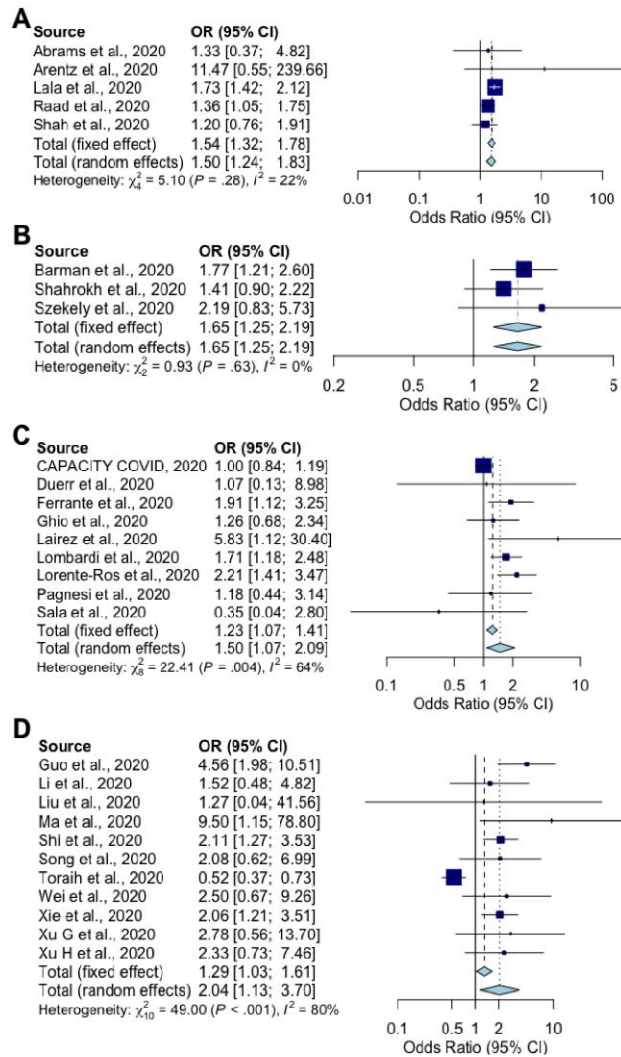 A
Source OR (95% CI)
Abrams et al., 2020 1.33 [0.37; 4.82]
Arentz et al., 2020 11.47 [0.55; 239.66]
Lala et al., 2020 1.73 [1.42; 2.12]
Raad et al., 2020 1.36 [1.05; 1.75]
Shah et al., 2020 1.20 [0.76; 1.91]
Total (fixed effect) 1.54 [1.32; 1.78]
Total (random effects) 1.50 [1.24; 1.83]
Heterogeneity: χ²₄ = 5.10 (P = .28), I² = 22%
0.01 0.1 1 10 100
Odds Ratio (95% CI)
B
Source OR (95% CI)
Barman et al., 2020 1.77 [1.21; 2.60]
Shahrokh et al., 2020 1.41 [0.90; 2.22]
Szekely et al., 2020 2.19 [0.83; 5.73]
Total (fixed effect) 1.65 [1.25; 2.19]
Total (random effects) 1.65 [1.25; 2.19]
Heterogeneity: χ²₂ = 0.93 (P = .63), I² = 0%
0.2 0.5 1 2 5
Odds Ratio (95% CI)
C
Source OR (95% CI)
CAPACITY COVID, 2020 1.00 [0.84; 1.19]
Duerr et al., 2020 1.07 [0.13; 8.98]
Ferrante et al., 2020 1.91 [1.12; 3.25]
Ghio et al., 2020 1.26 [0.68; 2.34]
Lairez et al., 2020 5.83 [1.12; 30.40]
Lombardi et al., 2020 1.71 [1.18; 2.48]
Lorente-Ros et al., 2020 2.21 [1.41; 3.47]
Pagnesi et al., 2020 1.18 [0.44; 3.14]
Sala et al., 2020 0.35 [0.04; 2.80]
Total (fixed effect) 1.23 [1.07; 1.41]
Total (random effects) 1.50 [1.07; 2.09]
Heterogeneity: χ²₈ = 22.41 (P = .004), I² = 64%
0.1 0.5 1 2 10
Odds Ratio (95% CI)
D
Source OR (95% CI)
Guo et al., 2020 4.56 [1.98; 10.51]
Li et al., 2020 1.52 [0.48; 4.82]
Liu et al., 2020 1.27 [0.04; 41.56]
Ma et al., 2020 9.50 [1.15; 78.80]
Shi et al., 2020 2.11 [1.27; 3.53]
Song et al., 2020 2.08 [0.62; 6.99]
Toraih et al., 2020 0.52 [0.37; 0.73]
Wei et al., 2020 2.50 [0.67; 9.26]
Xie et al., 2020 2.06 [1.21; 3.51]
Xu G et al., 2020 2.78 [0.56; 13.70]
Xu H et al., 2020 2.33 [0.73; 7.46]
Total (fixed effect) 1.29 [1.03; 1.61]
Total (random effects) 2.04 [1.13; 3.70]
Heterogeneity: χ²₁₀ = 49.00 (P < .001), I² = 80%
0.1 0.5 1 2 10
Odds Ratio (95% CI)